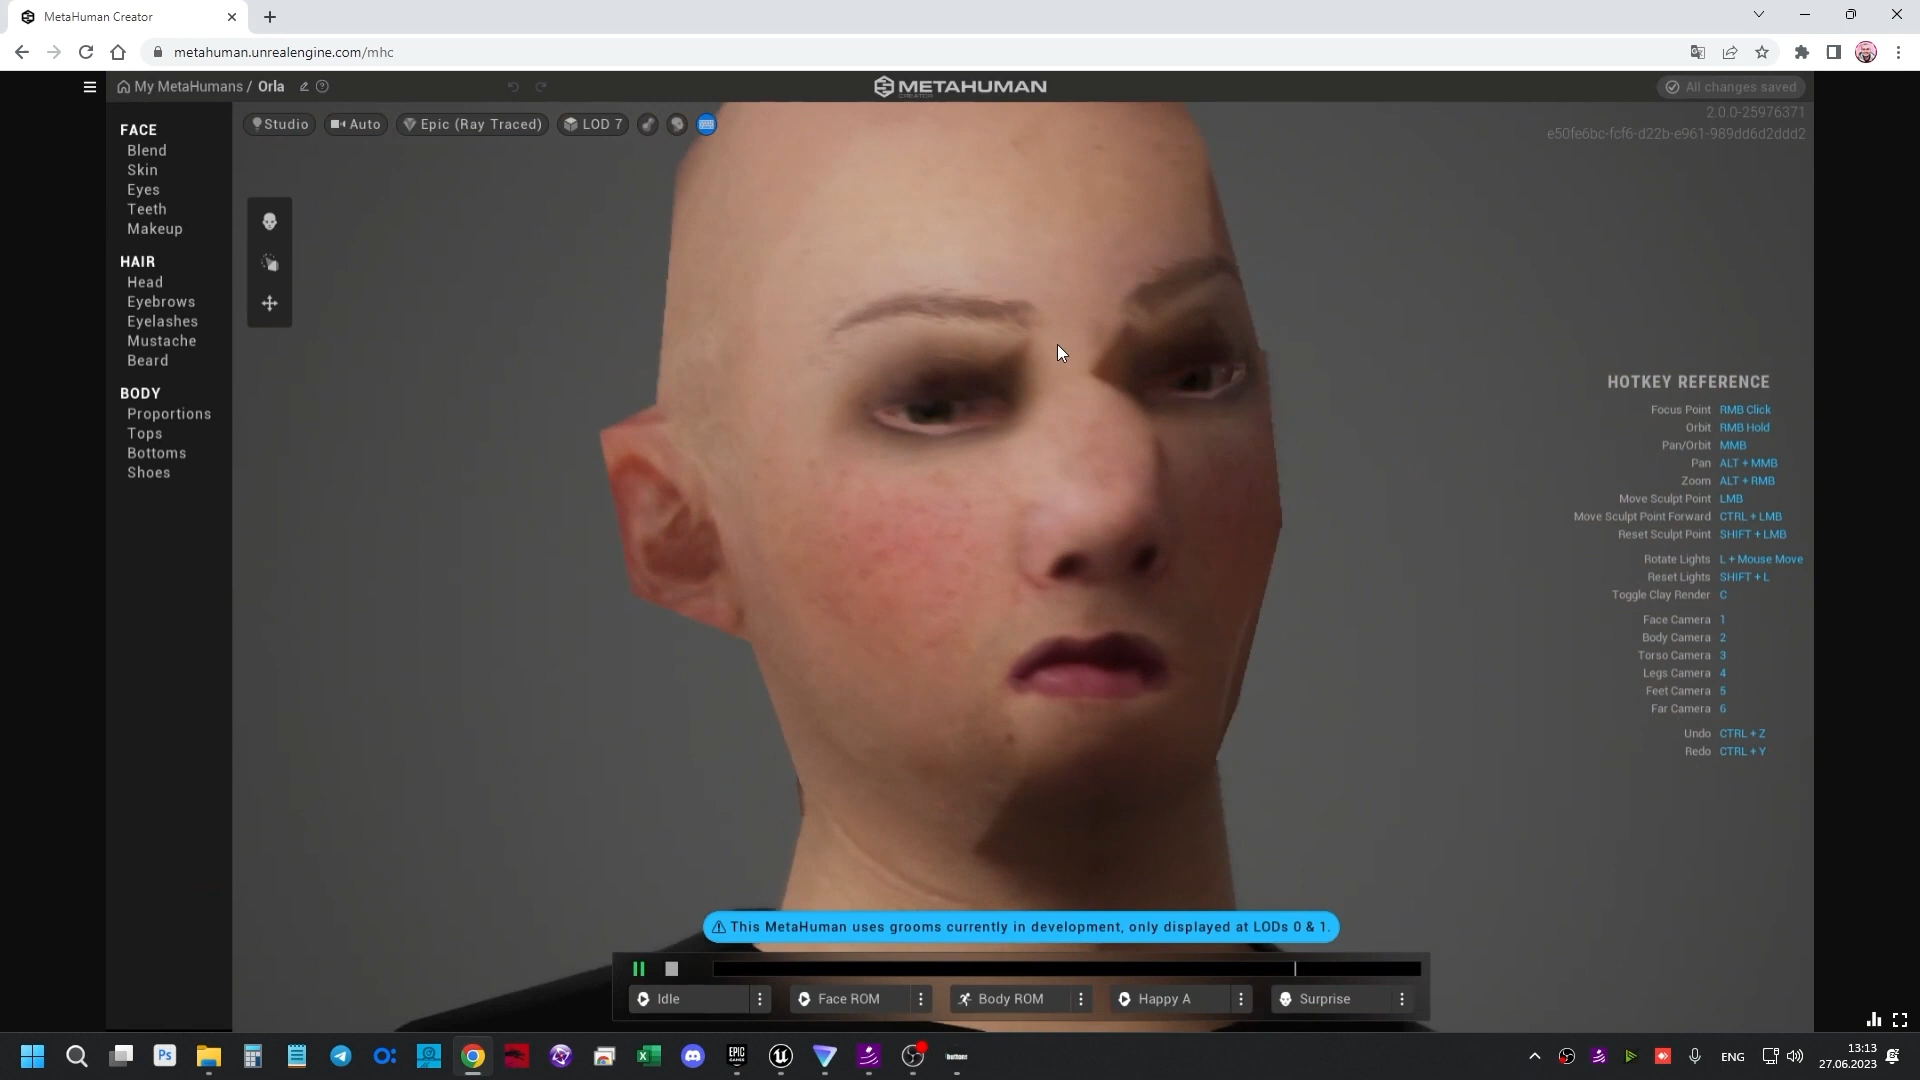 MetaHuman Creator
metahuman.unrealengine.com/mhc
My MetaHumans / Orla
METAHUMAN
CREATOR
All changes saved
2.0.0-25976371
e50fe6bc-fcf6-d22b-e961-989dd6d2ddd2
Studio
Auto
Epic (Ray Traced)
LOD 7
FACE
Blend
Skin
Eyes
Teeth
Makeup
HAIR
Head
Eyebrows
Eyelashes
Mustache
Beard
BODY
Proportions
Tops
Bottoms
Shoes
HOTKEY REFERENCE
Focus Point RMB Click
Orbit RMB Hold
Pan/Orbit MMB
Pan ALT + MMB
Zoom ALT + RMB
Move Sculpt Point LMB
Move Sculpt Point Forward CTRL + LMB
Reset Sculpt Point SHIFT + LMB
Rotate Lights L + Mouse Move
Reset Lights SHIFT + L
Toggle Clay Render C
Face Camera 1
Body Camera 2
Torso Camera 3
Legs Camera 4
Feet Camera 5
Far Camera 6
Undo CTRL + Z
Redo CTRL + Y
This MetaHuman uses grooms currently in development, only displayed at LODs 0 & 1.
Idle
Face ROM
Body ROM
Happy A
Surprise
Ps
EPIC
GAMES
buttons
ENG
13:13
27.06.2023